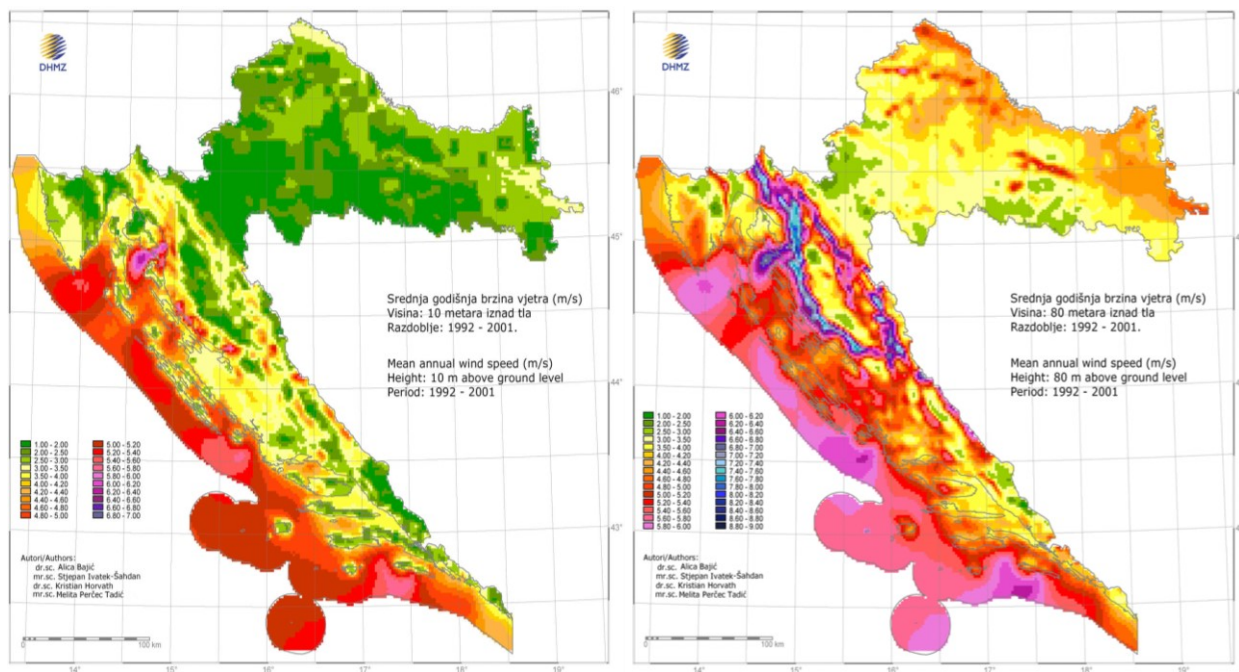 DHMZ
46°
45°
44°
43°
Srednja godišnja brzina vjetra (m/s)
Visina: 10 metara iznad tla
Razdoblje: 1992 - 2001.
Mean annual wind speed (m/s)
Height: 10 m above ground level
Period: 1992 - 2001
1.00 - 2.00
2.00 - 2.50
2.50 - 3.00
3.00 - 3.50
3.50 - 4.00
4.00 - 4.20
4.20 - 4.40
4.40 - 4.60
4.60 - 4.80
4.80 - 5.00
5.00 - 5.20
5.20 - 5.40
5.40 - 5.60
5.60 - 5.80
5.80 - 6.00
6.00 - 6.20
6.20 - 6.40
6.40 - 6.60
6.60 - 6.80
6.80 - 7.00
Autori/Authors:
dr.sc. Alica Bajić
mr.sc. Stjepan Ivatek-Šahdan
dr.sc. Kristian Horvath
mr.sc. Melita Perčec Tadić
0 100 km
14° 15° 16° 17° 18° 19°
DHMZ
46°
45°
44°
43°
Srednja godišnja brzina vjetra (m/s)
Visina: 80 metara iznad tla
Razdoblje: 1992 - 2001.
Mean annual wind speed (m/s)
Height: 80 m above ground level
Period: 1992 - 2001
1.00 - 2.00
2.00 - 2.50
2.50 - 3.00
3.00 - 3.50
3.50 - 4.00
4.00 - 4.20
4.20 - 4.40
4.40 - 4.60
4.60 - 4.80
4.80 - 5.00
5.00 - 5.20
5.20 - 5.40
5.40 - 5.60
5.60 - 5.80
5.80 - 6.00
6.00 - 6.20
6.20 - 6.40
6.40 - 6.60
6.60 - 6.80
6.80 - 7.00
7.00 - 7.20
7.20 - 7.40
7.40 - 7.60
7.60 - 7.80
7.80 - 8.00
8.00 - 8.20
8.20 - 8.40
8.40 - 8.60
8.60 - 8.80
8.80 - 9.00
Autori/Authors:
dr.sc. Alica Bajić
mr.sc. Stjepan Ivatek-Šahdan
dr.sc. Kristian Horvath
mr.sc. Melita Perčec Tadić
0 100 km
14° 15° 16° 17° 18° 19°